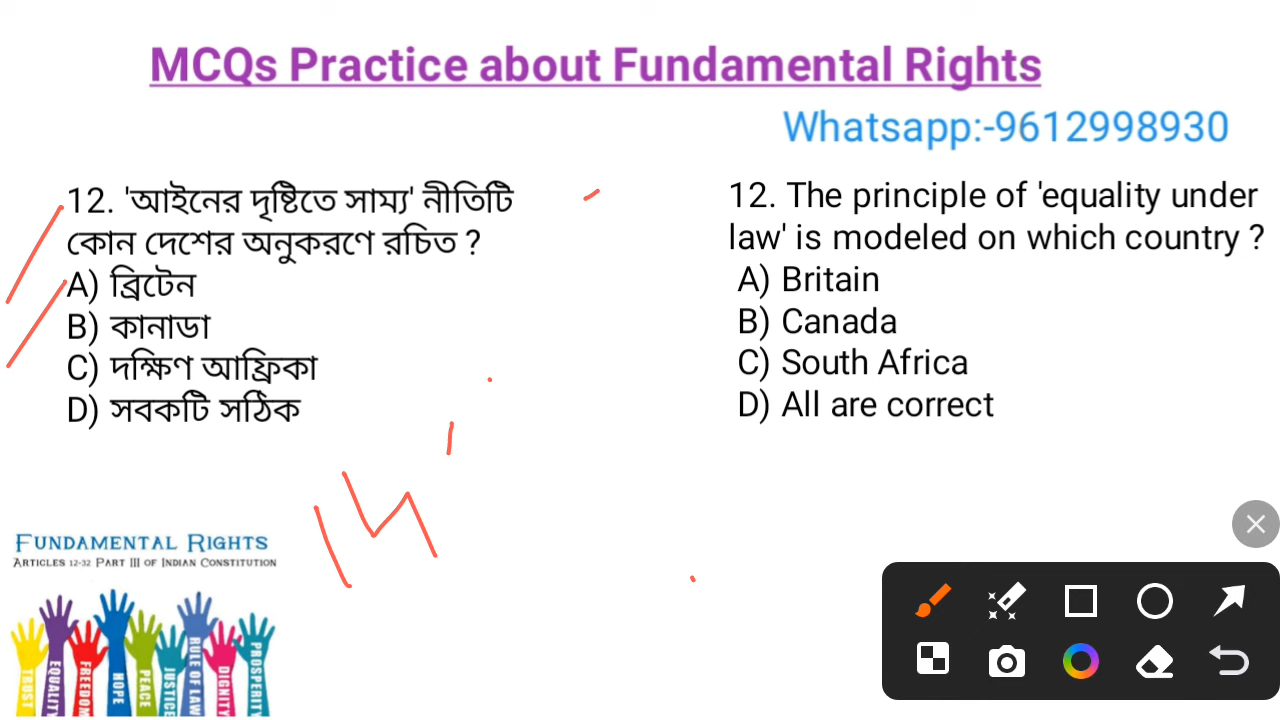 MCQs Practice about Fundamental Rights
Whatsapp:-9612998930
12. 'আইনের দৃষ্টিতে সাম্য' নীতিটি
কোন দেশের অনুকরণে রচিত ?
A) ব্রিটেন
B) কানাডা
C) দক্ষিণ আফ্রিকা
D) সবকটি সঠিক
12. The principle of 'equality under
law' is modeled on which country ?
A) Britain
B) Canada
C) South Africa
D) All are correct
FUNDAMENTAL RIGHTS
ARTICLES 12-32 PART III OF INDIAN CONSTITUTION
TRUST
EQUALITY
FREEDOM
HOPE
PEACE
JUSTICE
RULE OF LAW
DIGNITY
PROSPERITY